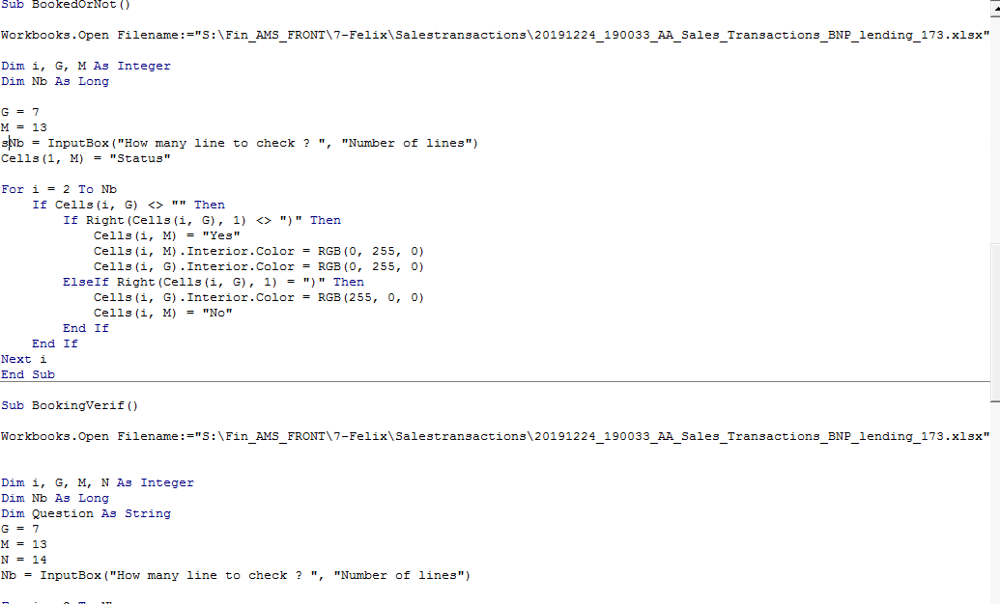 Sub BookedOrNot()
Workbooks.Open Filename:="S:\Fin_AMS_FRONT\7-Felix\Salestransactions\20191224_190033_AA_Sales_Transactions_BNP_lending_173.xlsx"
Dim i, G, M As Integer
Dim Nb As Long
G = 7
M = 13
sNb = InputBox("How many line to check ? ", "Number of lines")
Cells(1, M) = "Status"
For i = 2 To Nb
    If Cells(i, G) <> "" Then
        If Right(Cells(i, G), 1) <> ")" Then
            Cells(i, M) = "Yes"
            Cells(i, M).Interior.Color = RGB(0, 255, 0)
            Cells(i, G).Interior.Color = RGB(0, 255, 0)
        ElseIf Right(Cells(i, G), 1) = ")" Then
            Cells(i, G).Interior.Color = RGB(255, 0, 0)
            Cells(i, M) = "No"
        End If
    End If
Next i
End Sub
Sub BookingVerif()
Workbooks.Open Filename:="S:\Fin_AMS_FRONT\7-Felix\Salestransactions\20191224_190033_AA_Sales_Transactions_BNP_lending_173.xlsx"
Dim i, G, M, N As Integer
Dim Nb As Long
Dim Question As String
G = 7
M = 13
N = 14
Nb = InputBox("How many line to check ? ", "Number of lines")